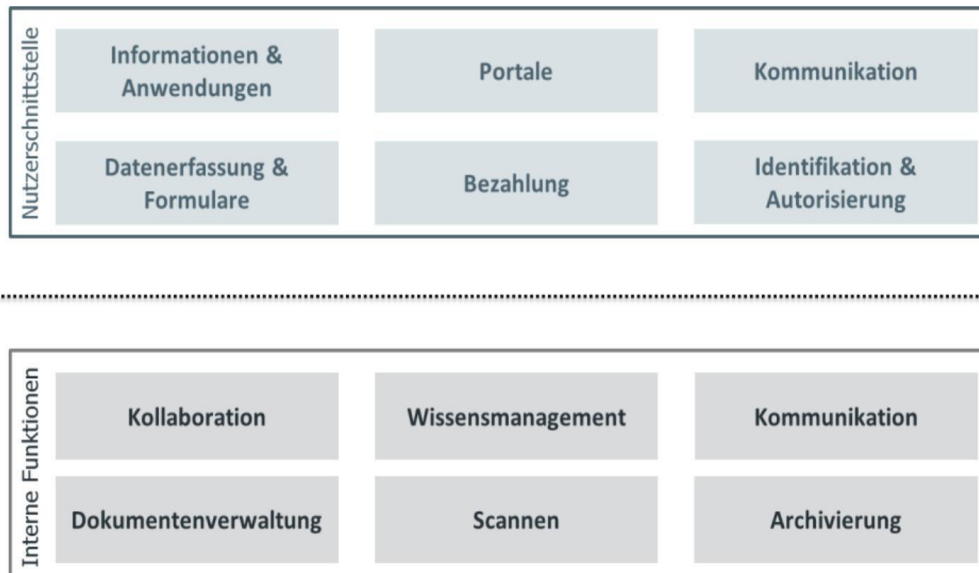 Nutzerschnittstelle
Informationen &
Anwendungen
Portale
Kommunikation
Datenerfassung &
Formulare
Bezahlung
Identifikation &
Autorisierung
Interne Funktionen
Kollaboration
Wissensmanagement
Kommunikation
Dokumentenverwaltung
Scannen
Archivierung